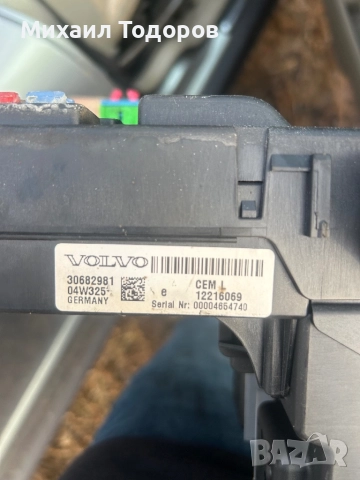 Михаил Тодоров
VOLVO
30682981 CEM L
04W325 e 12216069
GERMANY Serial Nr: 00004654740
BAZAR